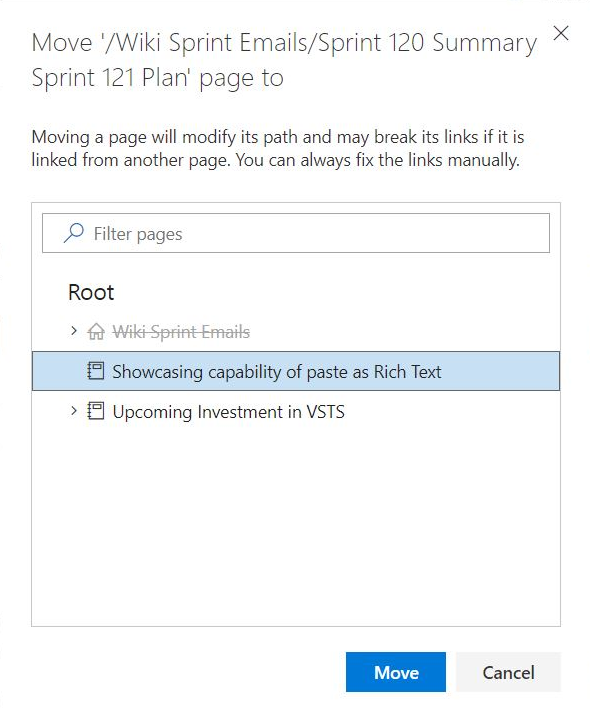 Move '/Wiki Sprint Emails/Sprint 120 Summary
Sprint 121 Plan' page to
Moving a page will modify its path and may break its links if it is
linked from another page. You can always fix the links manually.
Filter pages
Root
Wiki Sprint Emails
Showcasing capability of paste as Rich Text
Upcoming Investment in VSTS
Move
Cancel